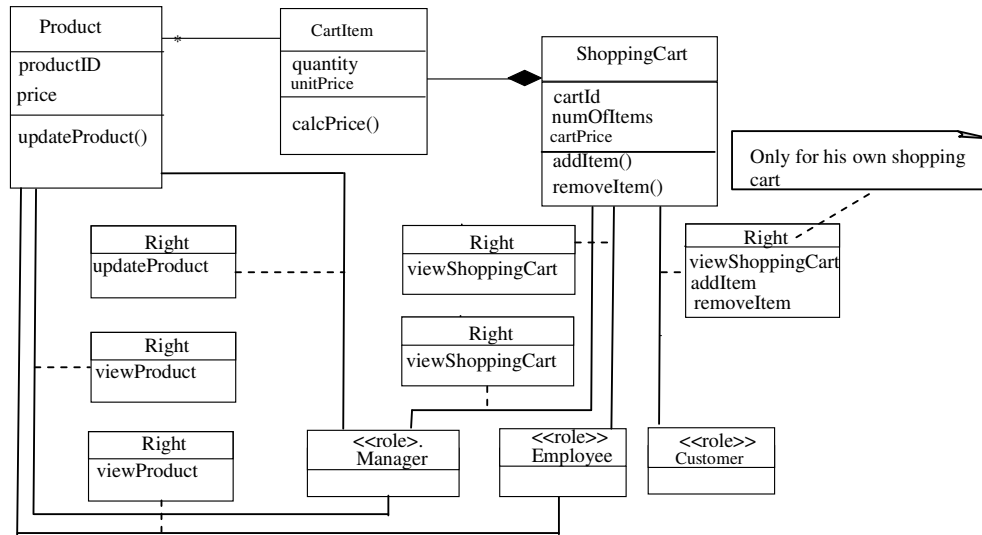 Product
productID
price
updateProduct()
*
CartItem
quantity
unitPrice
calcPrice()
ShoppingCart
cartId
numOfItems
cartPrice
addItem()
removeItem()
Only for his own shopping
cart
Right
updateProduct
Right
viewShoppingCart
Right
viewShoppingCart
addItem
removeItem
Right
viewProduct
Right
viewShoppingCart
Right
viewProduct
<<role>.
Manager
<<role>>
Employee
<<role>>
Customer